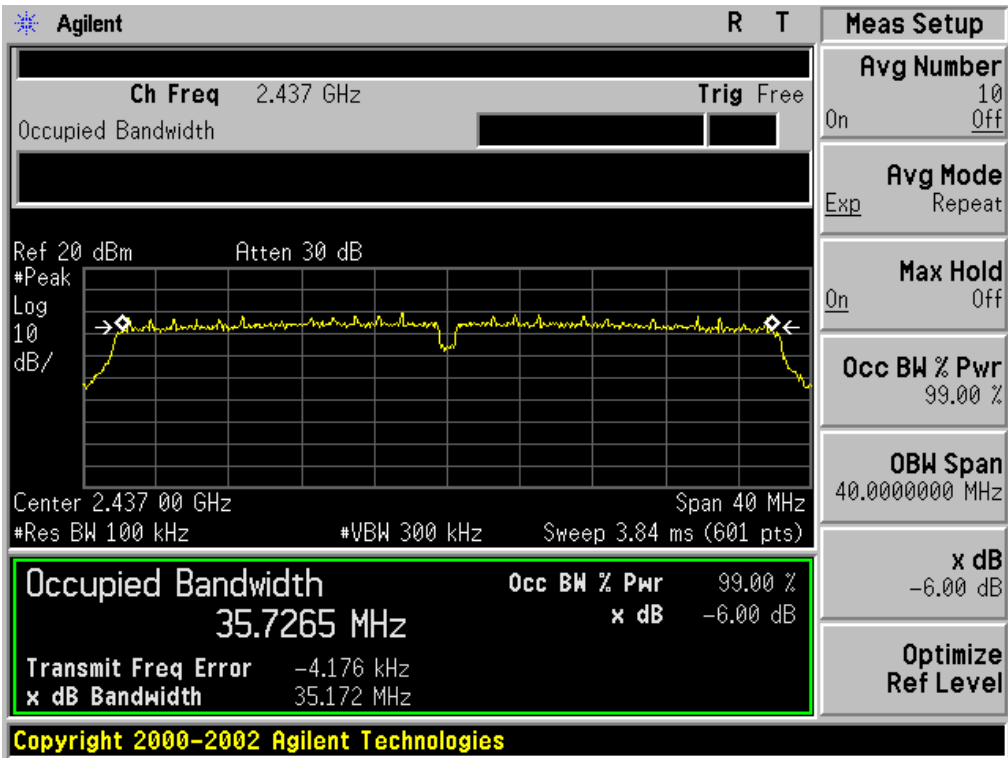 Agilent R T
Ch Freq 2.437 GHz Trig Free
Occupied Bandwidth
Ref 20 dBm Atten 30 dB
#Peak
Log
10
dB/
Center 2.437 00 GHz Span 40 MHz
#Res BW 100 kHz #VBW 300 kHz Sweep 3.84 ms (601 pts)
Occupied Bandwidth Occ BW % Pwr 99.00 %
35.7265 MHz x dB -6.00 dB
Transmit Freq Error -4.176 kHz
x dB Bandwidth 35.172 MHz
Copyright 2000-2002 Agilent Technologies
Meas Setup
Avg Number
10
On Off
Avg Mode
Exp Repeat
Max Hold
On Off
Occ BW % Pwr
99.00 %
OBW Span
40.0000000 MHz
x dB
-6.00 dB
Optimize
Ref Level